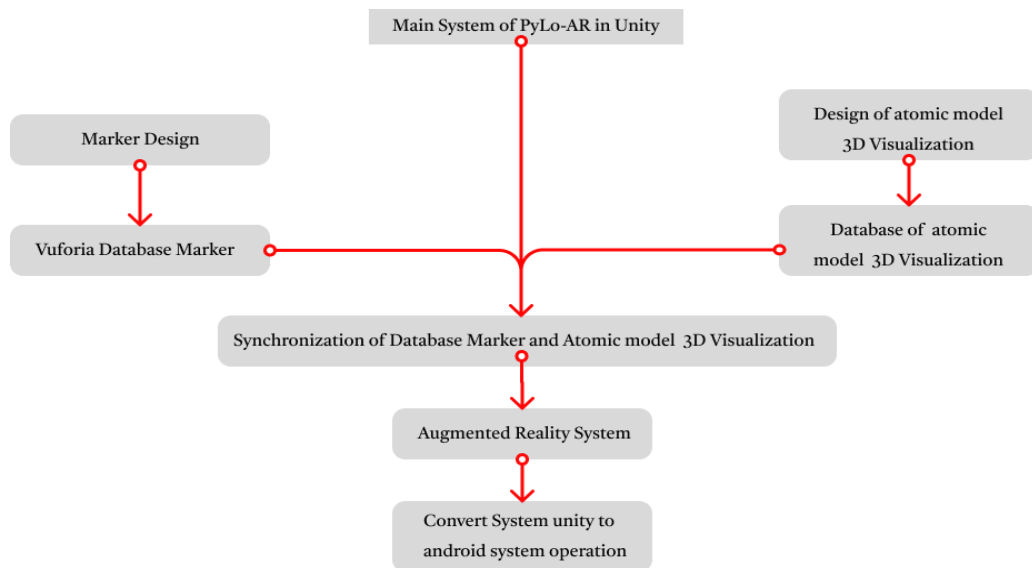 Main System of PyLo-AR in Unity
Marker Design
Design of atomic model
3D Visualization
Vuforia Database Marker
Database of atomic
model 3D Visualization
Synchronization of Database Marker and Atomic model 3D Visualization
Augmented Reality System
Convert System unity to
android system operation